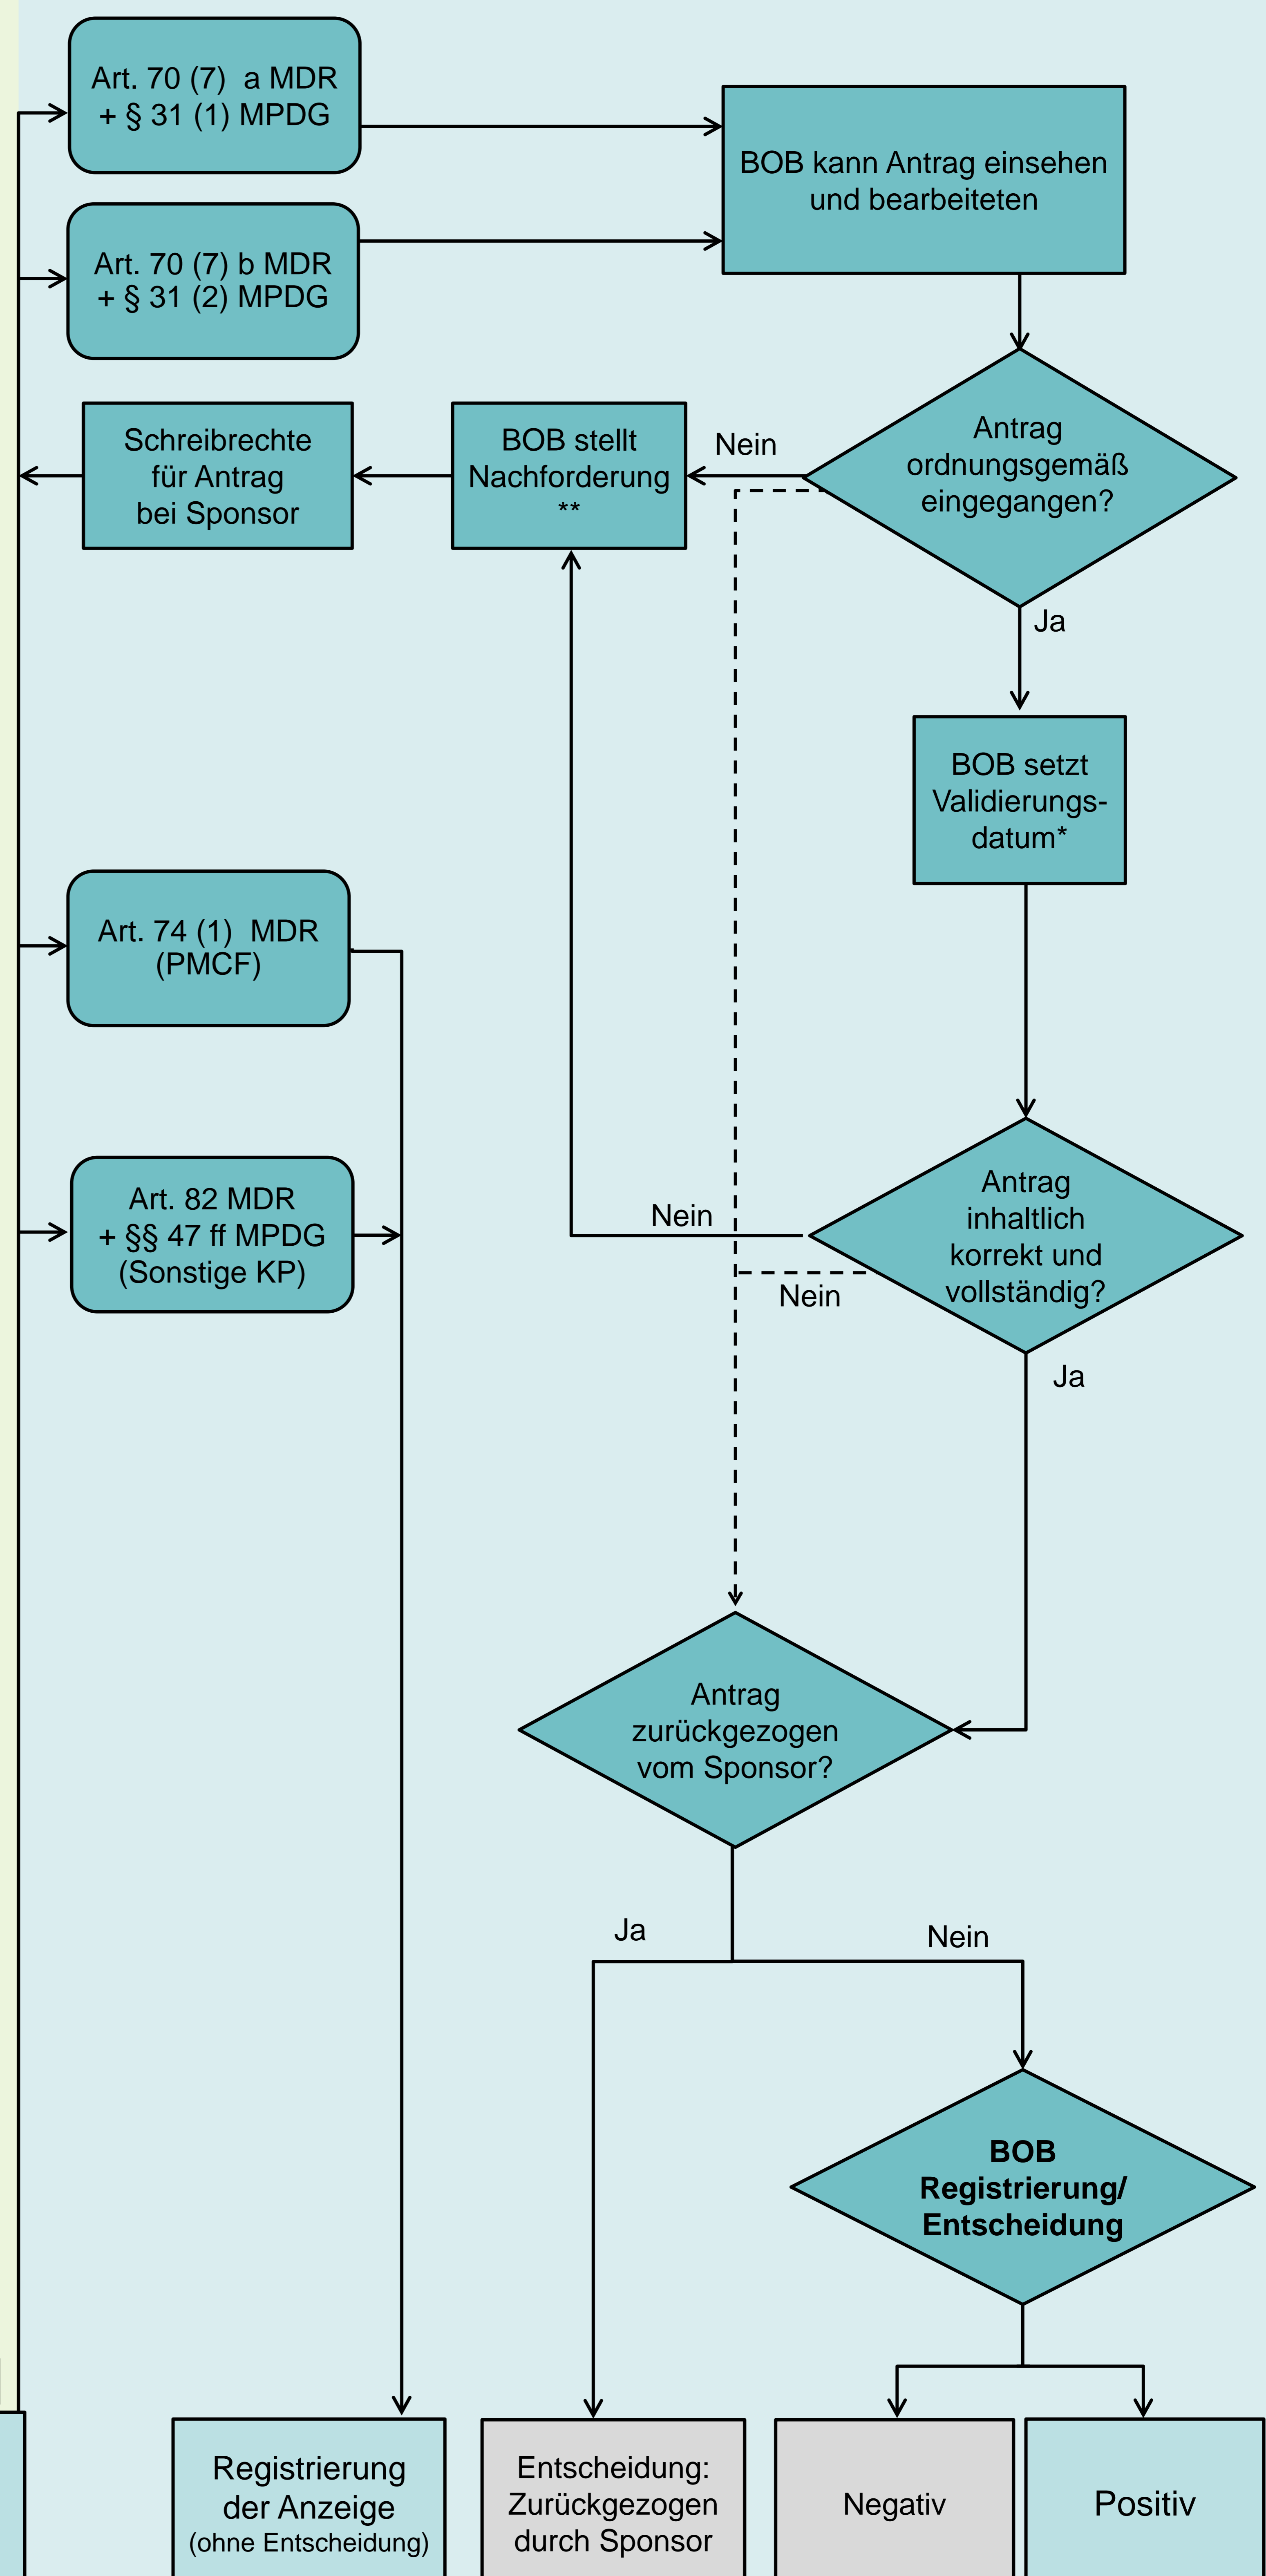 Art. 70 (7)  a MDR
+ § 31 (1) MPDG
BOB kann Antrag einsehen
und bearbeiteten
Art. 70 (7) b MDR
+ § 31 (2) MPDG
Schreibrechte
für Antrag
bei Sponsor
BOB stellt
Nachforderung
**
Nein
Antrag
ordnungsgemäß
eingegangen?
Ja
BOB setzt
Validierungs-
datum*
Art. 74 (1)  MDR
(PMCF)
Art. 82 MDR
+ §§ 47 ff MPDG
(Sonstige KP)
Nein
Antrag
inhaltlich
korrekt und
vollständig?
Nein
Ja
Antrag
zurückgezogen
vom Sponsor?
Ja
Nein
BOB
Registrierung/
Entscheidung
Registrierung
der Anzeige
(ohne Entscheidung)
Entscheidung:
Zurückgezogen
durch Sponsor
Negativ
Positiv